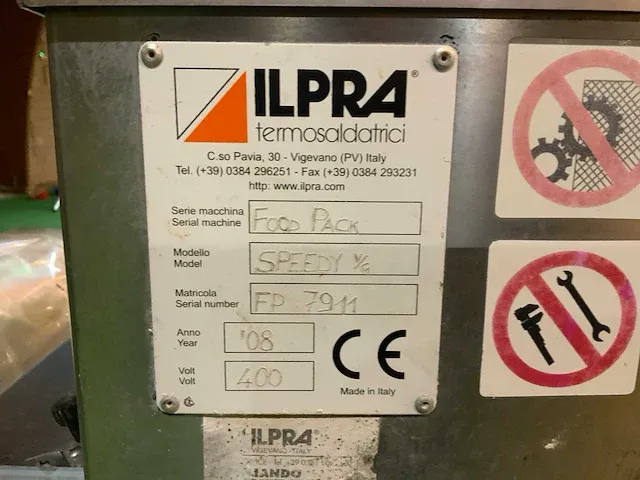 ILPRA®
termosaldatrici
C.so Pavia, 30 - Vigevano (PV) Italy
Tel. (+39) 0384 296251 - Fax (+39) 0384 293231
http: www.ilpra.com
Serie macchina
Serial machine
FOOD PACK
Modello
Model
SPEEDY V/G
Matricola
Serial number
FP 7911
Anno
Year
'08
Volt
Volt
400
CE
Made in Italy
ILPRA
VIGEVANO - ITALY